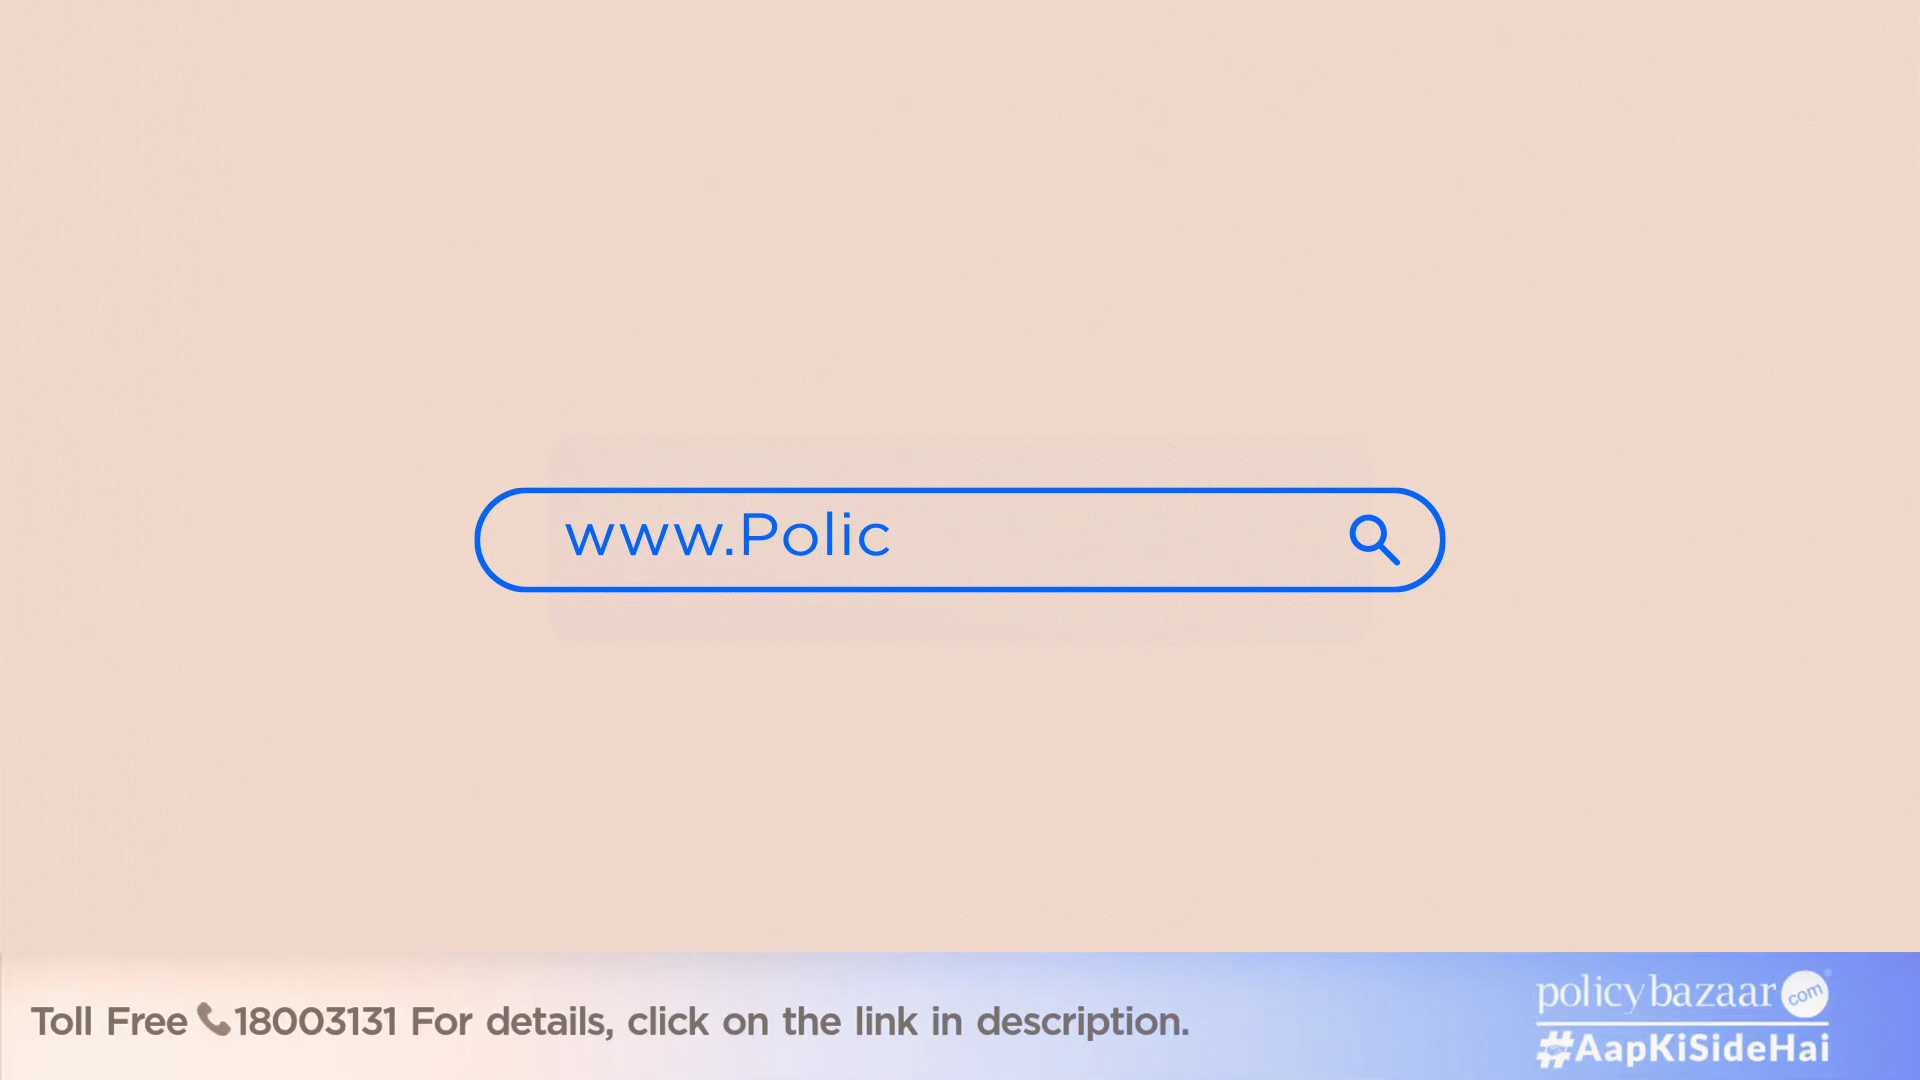 www.Polic
Toll Free 18003131 For details, click on the link in description.
policybazaar com
#AapKiSideHai